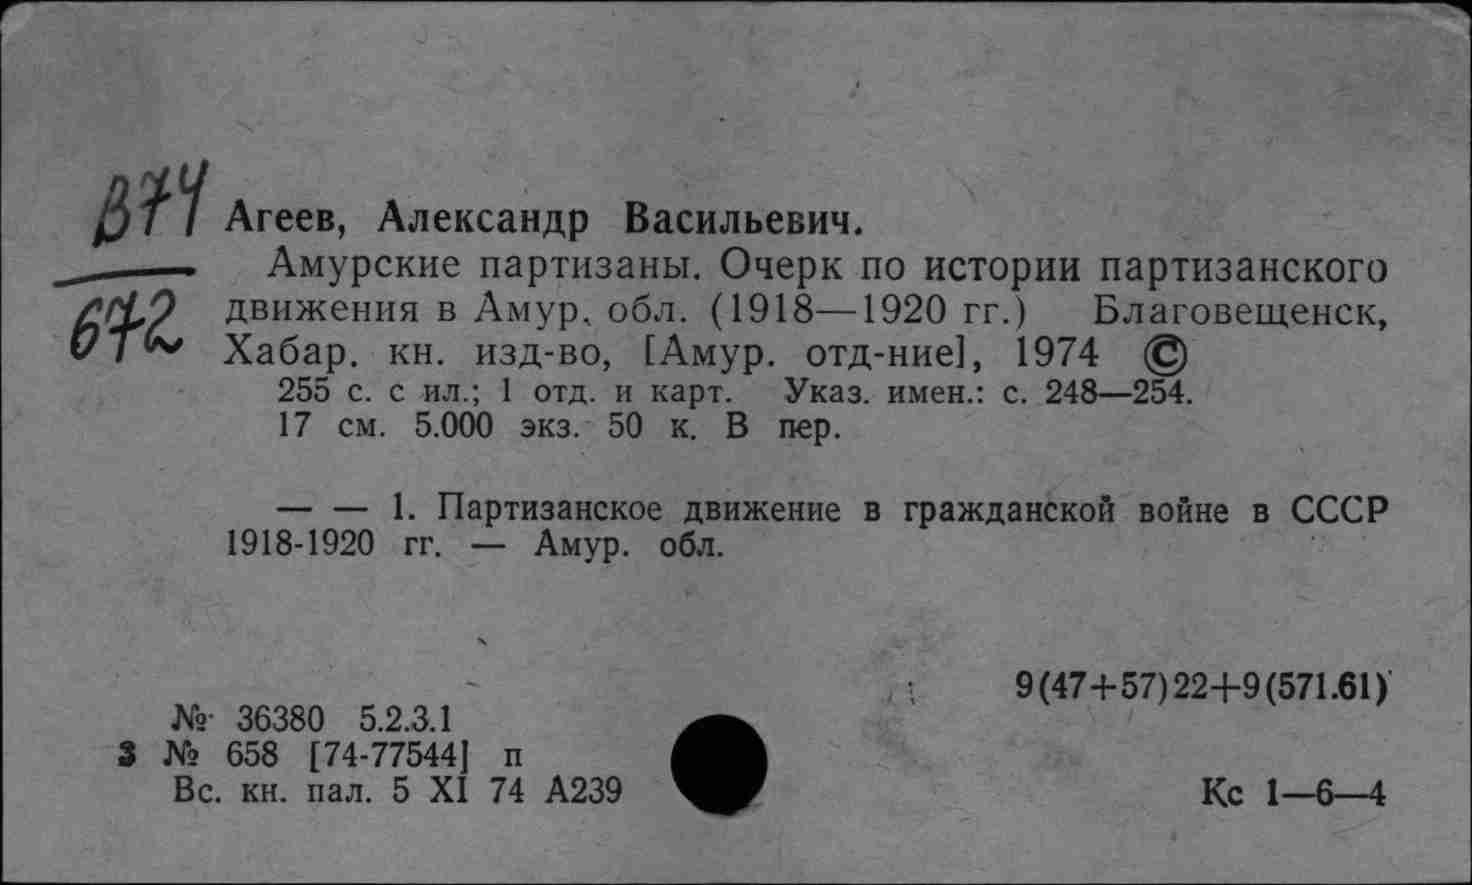 В74
672
Агеев, Александр Васильевич.
Амурские партизаны. Очерк по истории партизанского
движения в Амур. обл. (1918—1920 гг.) Благовещенск,
Хабар. кн. изд-во, [Амур. отд-ние], 1974 ©
255 с. с ил.; 1 отд. и карт. Указ. имен.: с. 248—254.
17 см. 5.000 экз. 50 к. В пер.
— — 1. Партизанское движение в гражданской войне в СССР
1918-1920 гг. — Амур. обл.
9(47+57)22+9(571.61)
№ 36380 5.2.3.1
3 № 658 [74-77544] п
Вс. кн. пал. 5 XI 74 А239
Кс 1—6—4